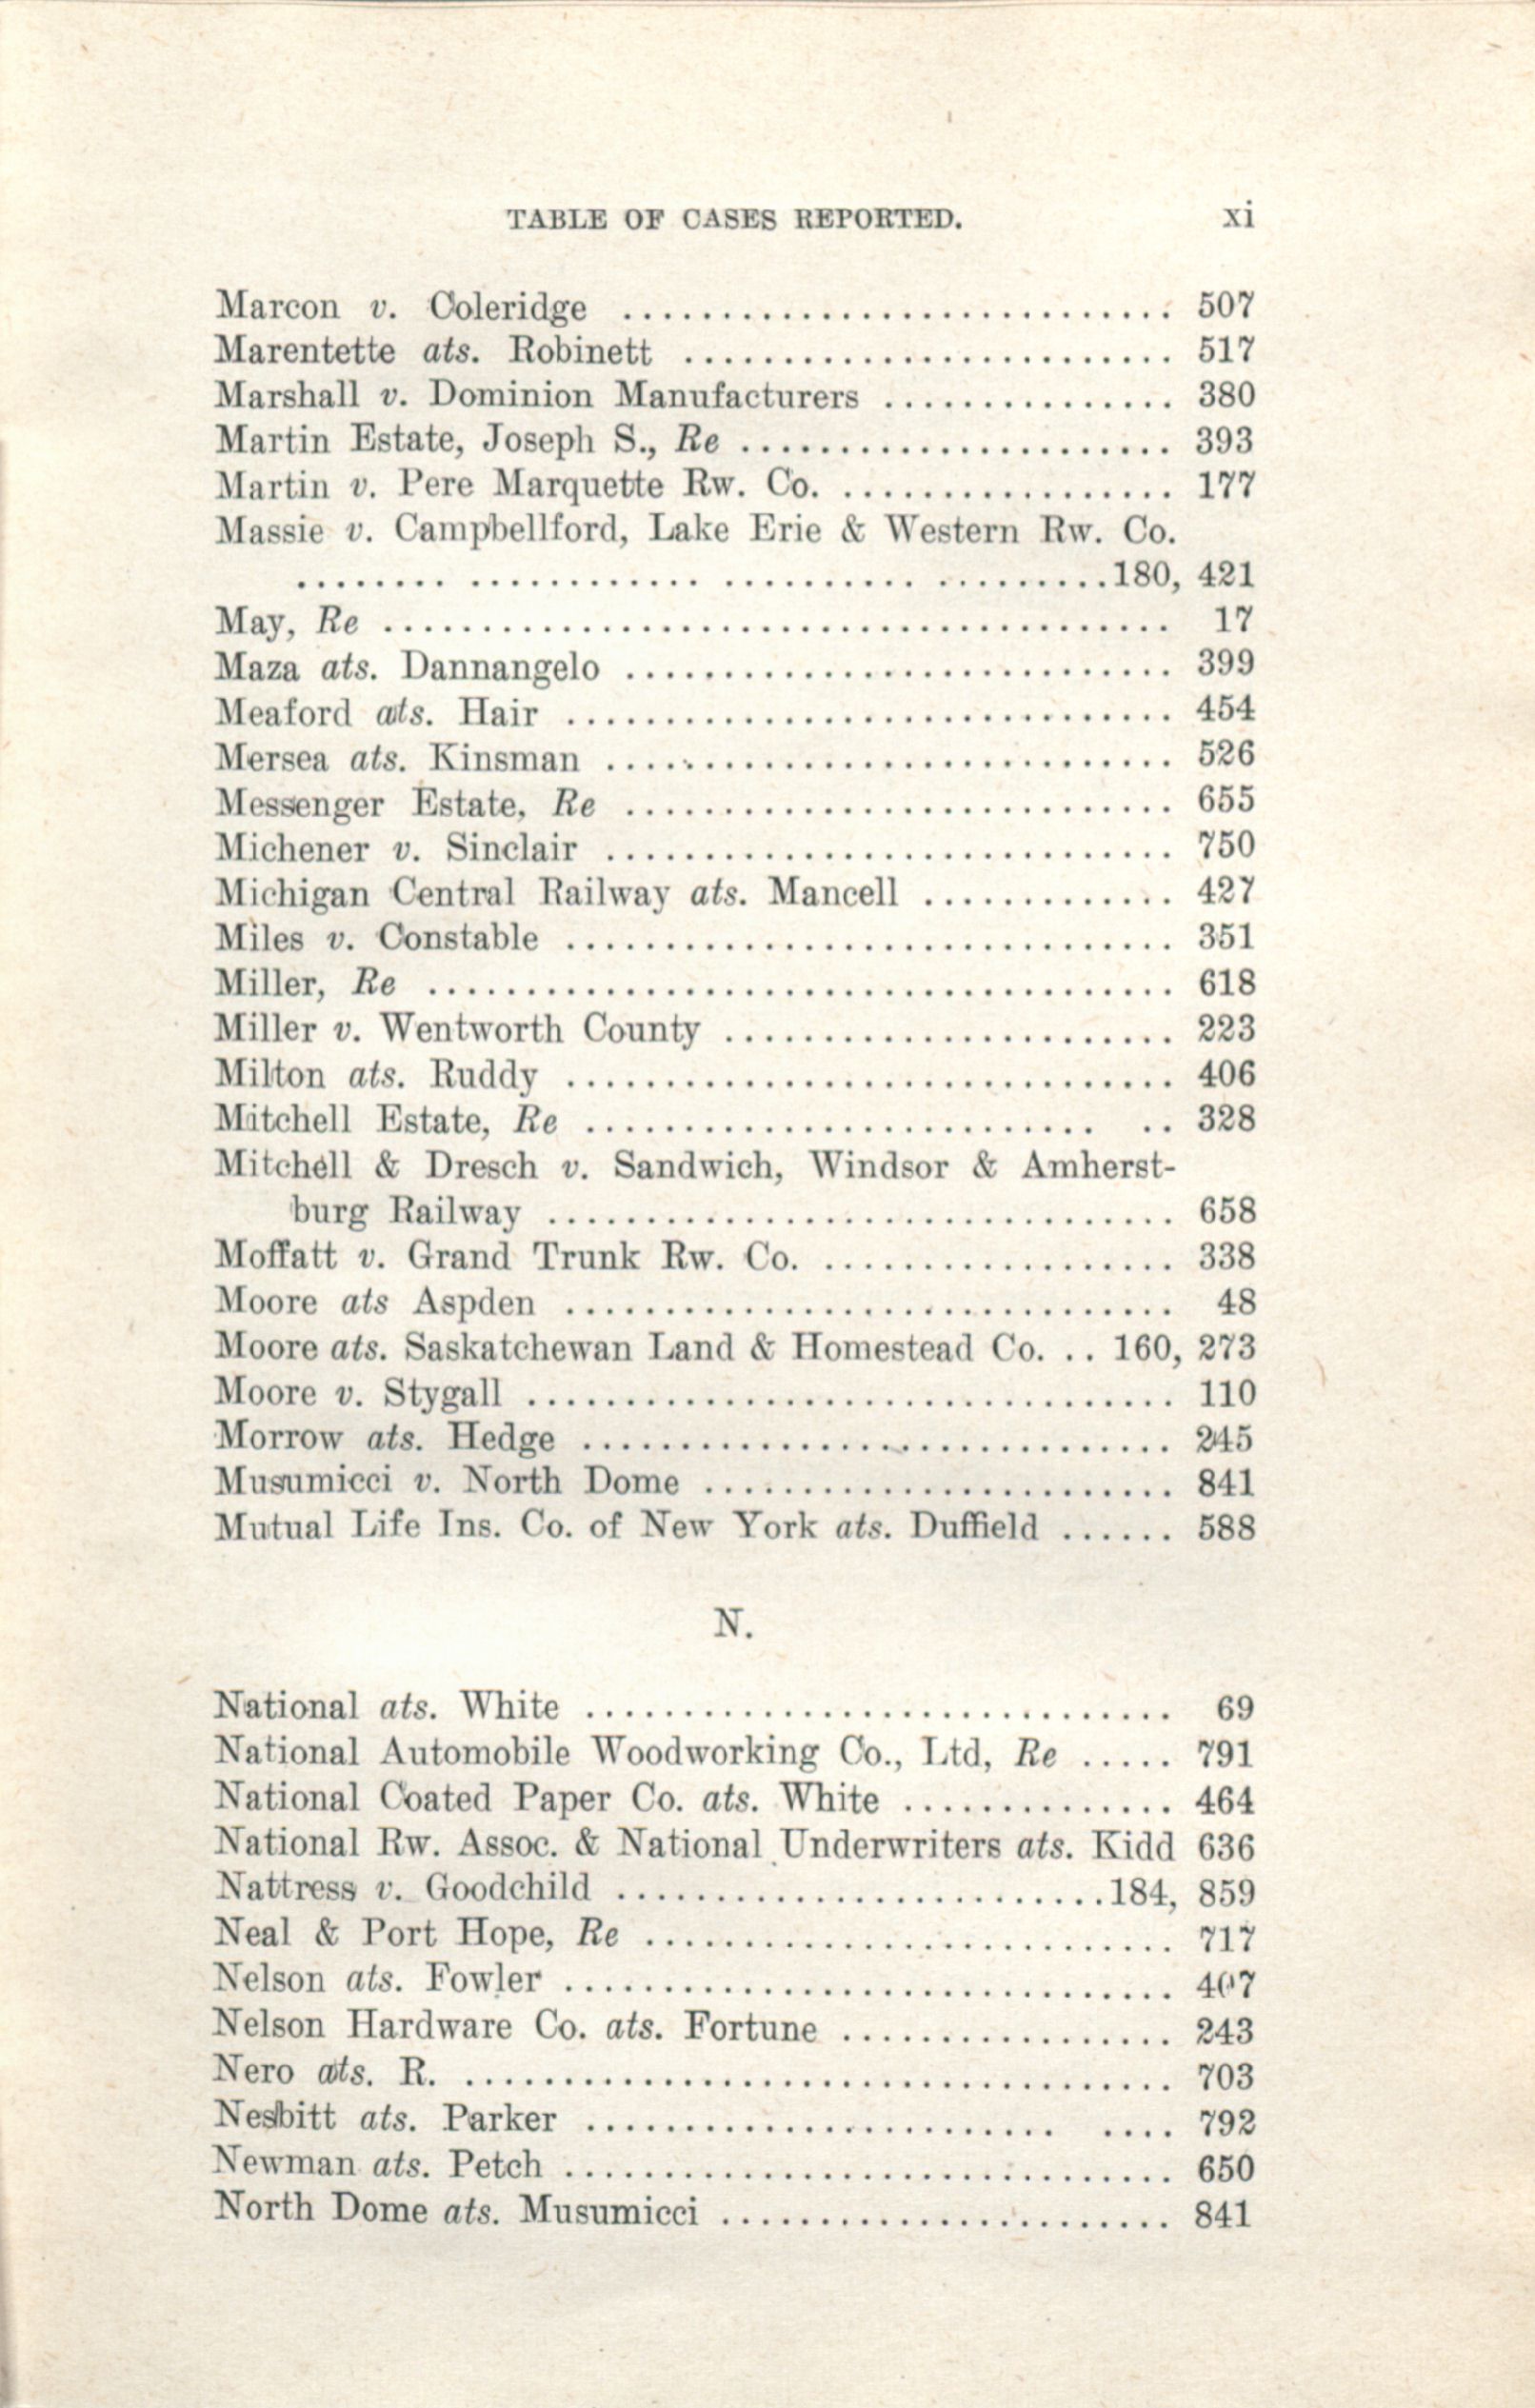 TABLE OF CASES REPORTED. xi
Marcon v. Coleridge ............................ 507
Marentette ats. Robinett ......................... 517
Marshall v. Dominion Manufacturers ............... 380
Martin Estate, Joseph S., Re ...................... 393
Martin v. Pere Marquette Rw. Co. ................. 177
Massie v. Campbellford, Lake Erie & Western Rw. Co.
........ ............ .......... .........180, 421
May, Re ........................................ 17
Maza ats. Dannangelo ............................ 399
Meaford ats. Hair ............................... 454
Mersea ats. Kinsman ............................. 526
Messenger Estate, Re ............................ 655
Michener v. Sinclair ............................. 750
Michigan Central Railway ats. Mancell ............. 427
Miles v. Constable ............................... 351
Miller, Re ...................................... 618
Miller v. Wentworth County ....................... 223
Milton ats. Ruddy ............................... 406
Mitchell Estate, Re .......................... .. 328
Mitchell & Dresch v. Sandwich, Windsor & Amherst-
burg Railway ................................ 658
Moffatt v. Grand Trunk Rw. Co. .................. 338
Moore ats Aspden ............................... 48
Moore ats. Saskatchewan Land & Homestead Co. .. 160, 273
Moore v. Stygall ................................. 110
Morrow ats. Hedge .............................. 245
Musumicci v. North Dome ........................ 841
Mutual Life Ins. Co. of New York ats. Duffield ...... 588
N.
National ats. White .............................. 69
National Automobile Woodworking Co., Ltd, Re ..... 791
National Coated Paper Co. ats. White .............. 464
National Rw. Assoc. & National Underwriters ats. Kidd 636
Nattress v. Goodchild .........................184, 859
Neal & Port Hope, Re ........................... 717
Nelson ats. Fowler ............................... 467
Nelson Hardware Co. ats. Fortune ................. 243
Nero ats. R. .................................... 703
Nesbitt ats. Parker ........................ .... 792
Newman ats. Petch ............................... 650
North Dome ats. Musumicci ....................... 841